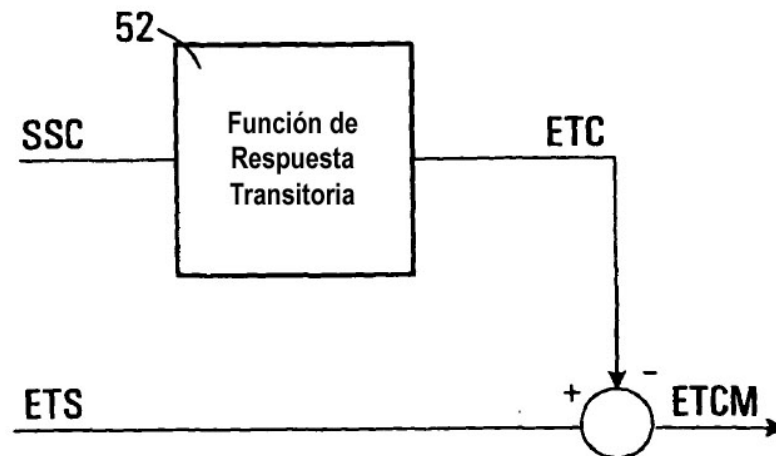 52
SSC
Función de
Respuesta
Transitoria
ETC
ETS
+
-
ETCM